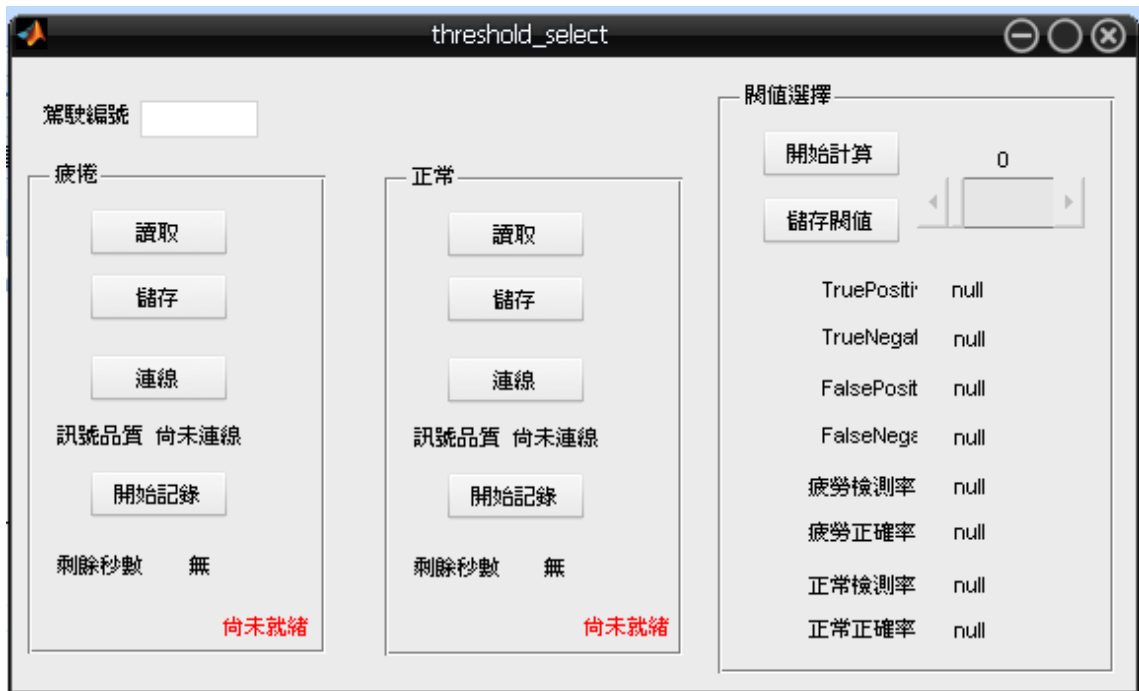 threshold_select
駕駛編號
疲倦
讀取
儲存
連線
訊號品質 尚未連線
開始記錄
剩餘秒數 無
尚未就緒
正常
讀取
儲存
連線
訊號品質 尚未連線
開始記錄
剩餘秒數 無
尚未就緒
閥值選擇
開始計算
0
儲存閥值
TruePositi null
TrueNegat null
FalsePosit null
FalseNega null
疲勞檢測率 null
疲勞正確率 null
正常檢測率 null
正常正確率 null